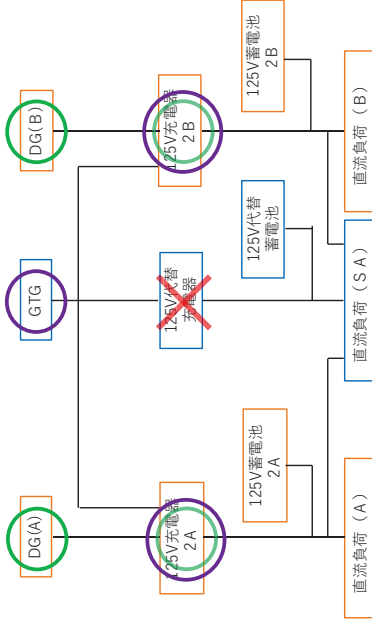 DG(A)
GTG
DG(B)
125V充電器
2A
125V代替
充電器
125V充電器
2B
125V蓄電池
2A
125V代替
蓄電池
125V蓄電池
2B
直流負荷（A）
直流負荷（SA）
直流負荷（B）